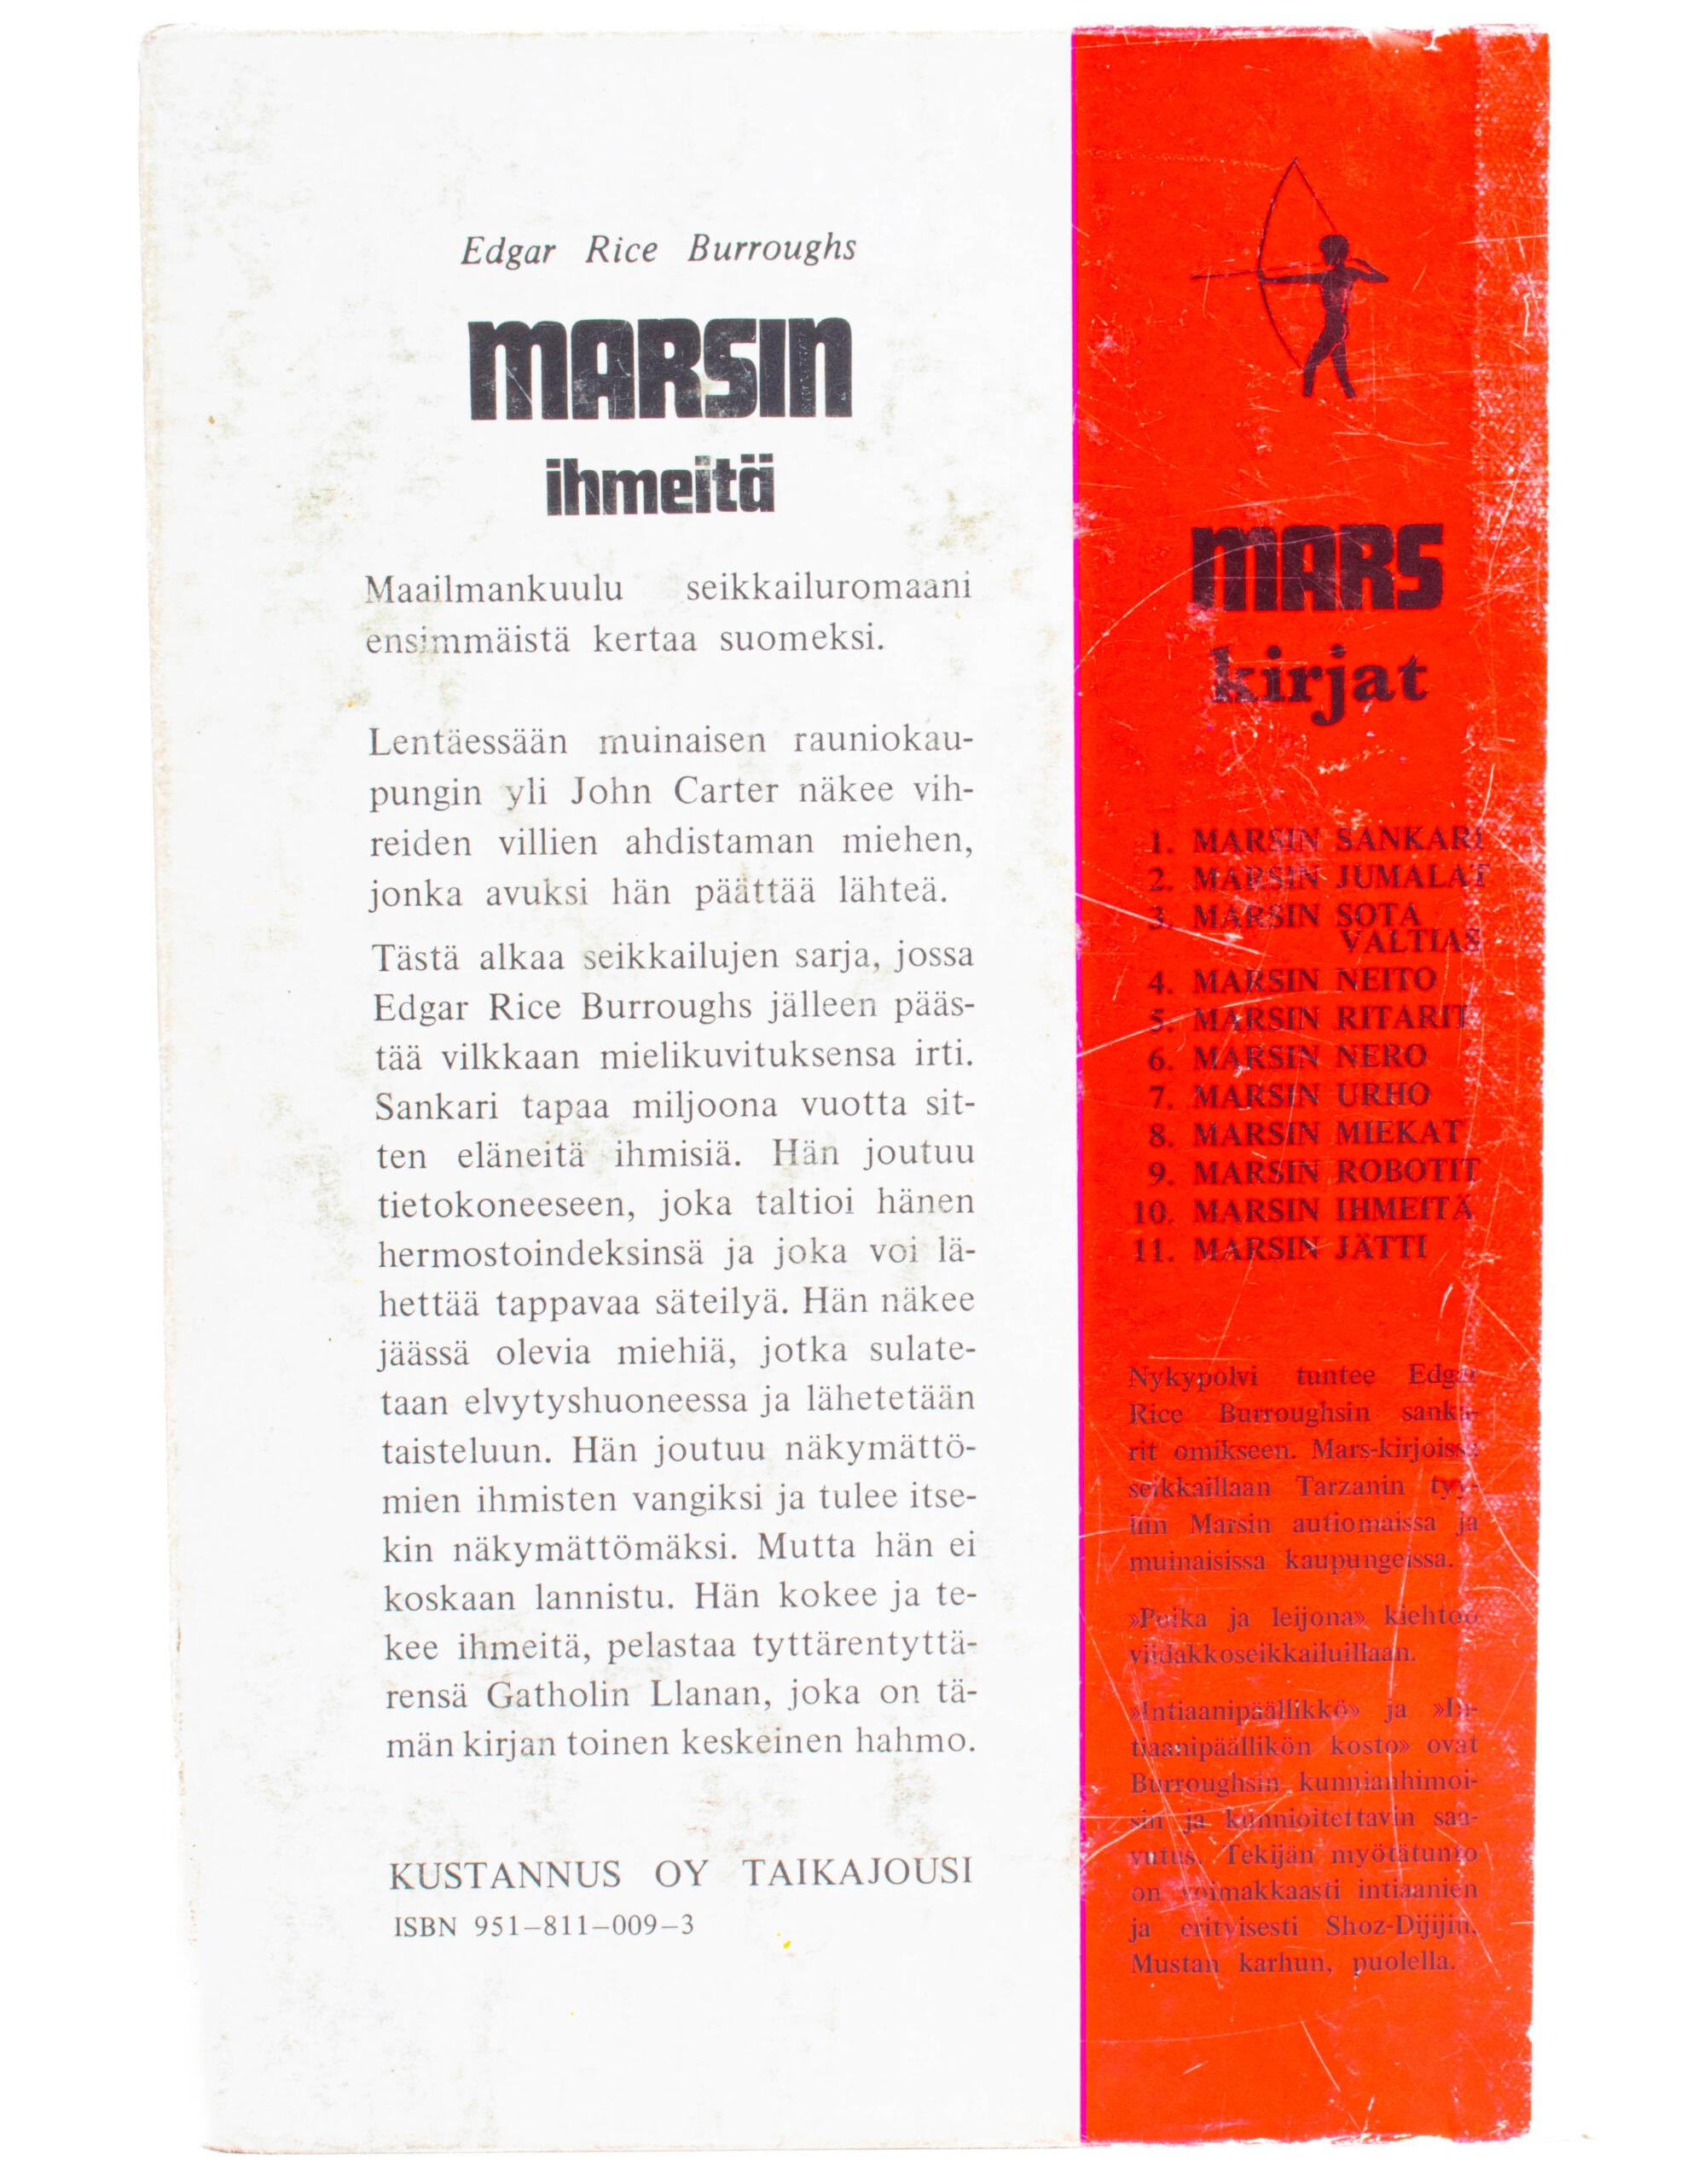 Edgar Rice Burroughs
MARSIN
ihmeitä
Maailmankuulu seikkailuromaani
ensimmäistä kertaa suomeksi.
Lentäessään muinaisen rauniokau-
pungin yli John Carter näkee vih-
reiden villien ahdistaman miehen,
jonka avuksi hän päättää lähteä.
Tästä alkaa seikkailujen sarja, jossa
Edgar Rice Burroughs jälleen pääs-
tää vilkkaan mielikuvituksensa irti.
Sankari tapaa miljoona vuotta sit-
ten eläneitä ihmisiä. Hän joutuu
tietokoneeseen, joka taltioi hänen
hermostoindeksinsä ja joka voi lä-
hettää tappavaa säteilyä. Hän näkee
jäässä olevia miehiä, jotka sulate-
taan elvytyshuoneessa ja lähetetään
taisteluun. Hän joutuu näkymättö-
mien ihmisten vangiksi ja tulee itse-
kin näkymättömäksi. Mutta hän ei
koskaan lannistu. Hän kokee ja te-
kee ihmeitä, pelastaa tyttärentyttä-
rensä Gatholin Llanan, joka on tä-
män kirjan toinen keskeinen hahmo.
KUSTANNUS OY TAIKAJOUSI
ISBN 951–811–009–3
MARS
kirjat
1. MARSIN SANKARI
2. MARSIN JUMALAT
3. MARSIN SOTA
VALTIAS
4. MARSIN NEITO
5. MARSIN RITARIT
6. MARSIN NERO
7. MARSIN URHO
8. MARSIN MIEKAT
9. MARSIN ROBOTIT
10. MARSIN IHMEITÄ
11. MARSIN JÄTTI
Nykypolvi tuntee Edgar
Rice Burroughsin sanka-
rit omikseen. Mars-kirjoissa
seikkaillaan Tarzanin tyy-
liin Marsin autiomaissa ja
muinaisissa kaupungeissa.
»Poika ja leijona» kiehtoo
viidakkoseikkailuillaan.
»Intiaanipäällikkö» ja »In-
tiaanipäällikön kosto» ovat
Burroughsin kunnianhimoi-
sin ja kunnioitettavin saa-
vutus. Tekijän myötätunto
on voimakkaasti intiaanien
ja erityisesti Shoz-Dijijin,
Mustan karhun, puolella.